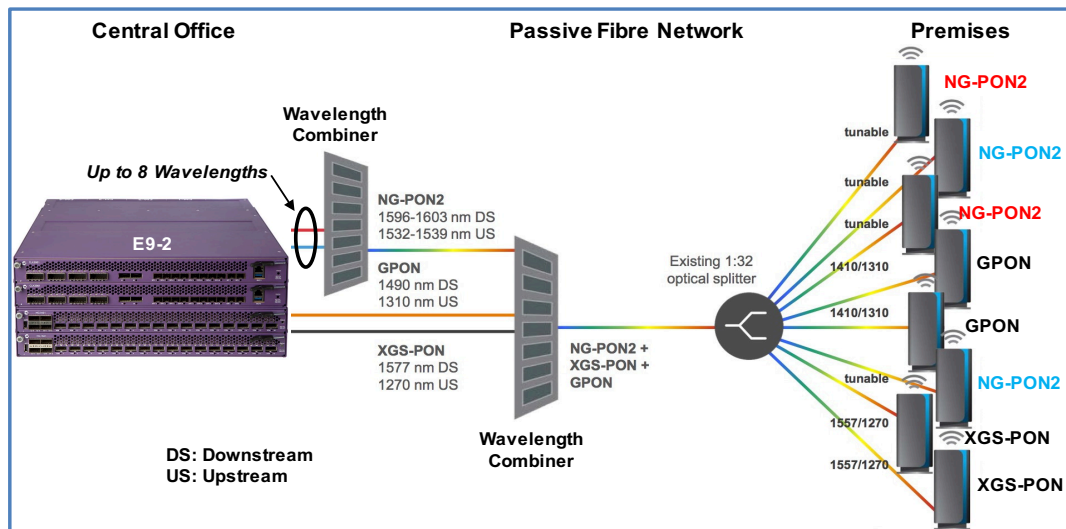 Central Office
Passive Fibre Network
Premises
Wavelength
Combiner
Up to 8 Wavelengths
E9-2
NG-PON2
1596-1603 nm DS
1532-1539 nm US
GPON
1490 nm DS
1310 nm US
XGS-PON
1577 nm DS
1270 nm US
DS: Downstream
US: Upstream
Wavelength
Combiner
NG-PON2 +
XGS-PON +
GPON
Existing 1:32
optical splitter
tunable
tunable
tunable
1410/1310
1410/1310
tunable
1557/1270
1557/1270
NG-PON2
NG-PON2
NG-PON2
GPON
GPON
NG-PON2
XGS-PON
XGS-PON